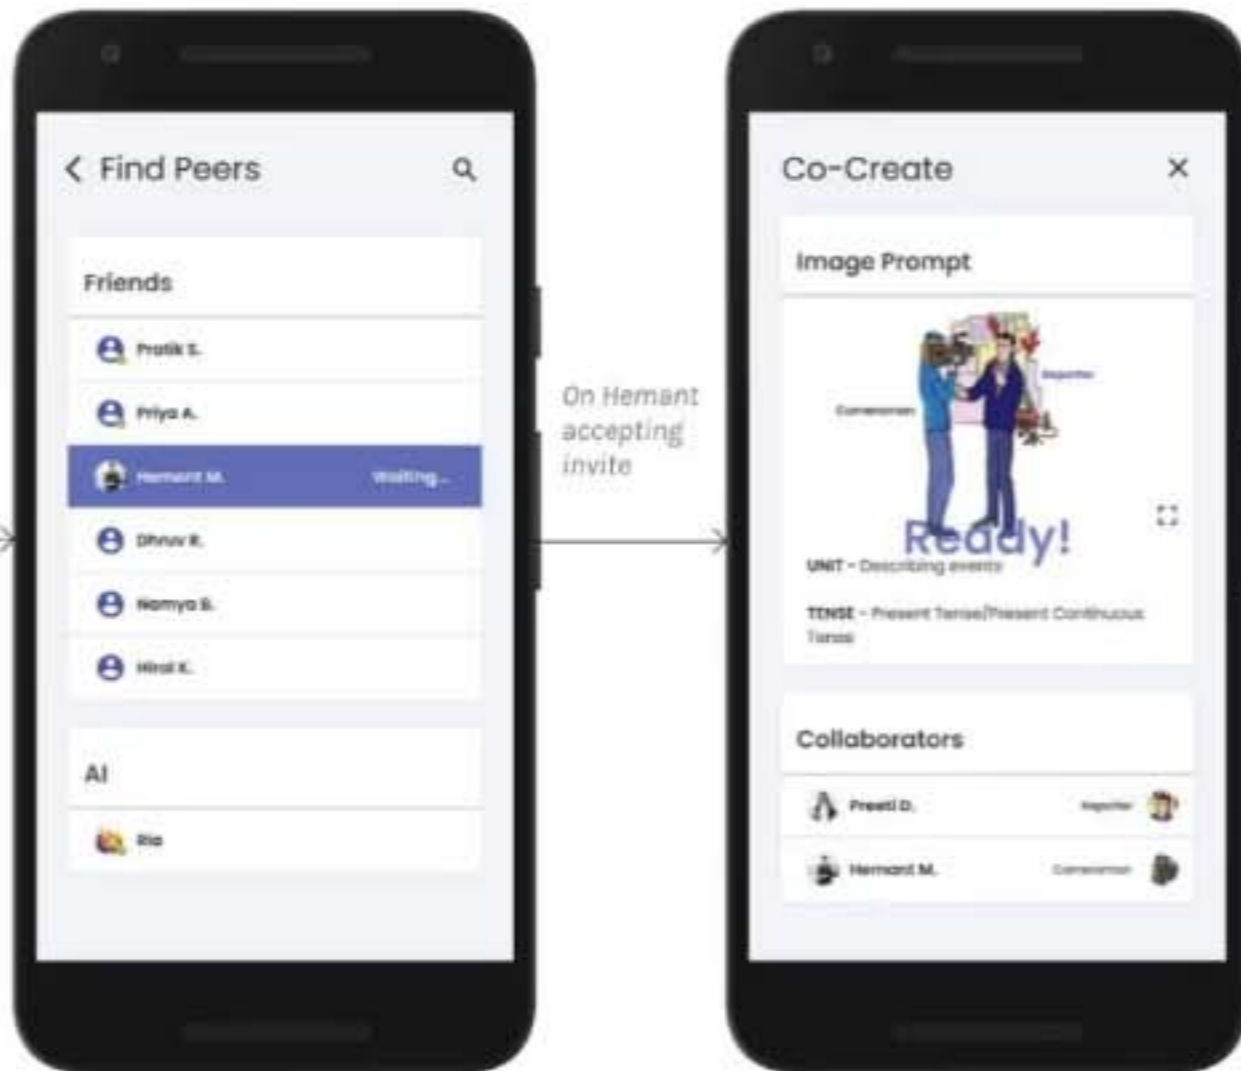 Find Peers
Friends
Pratik S.
Priya A.
Hemant M. Waiting...
Dhruv R.
Namya B.
Hiral K.
AI
Ria
On Hemant
accepting
invite
Co-Create
Image Prompt
Reporter
Cameraman
Ready!
UNIT - Describing events
TENSE - Present Tense/Present Continuous
Tense
Collaborators
Preeti D. Reporter
Hemant M. Cameraman